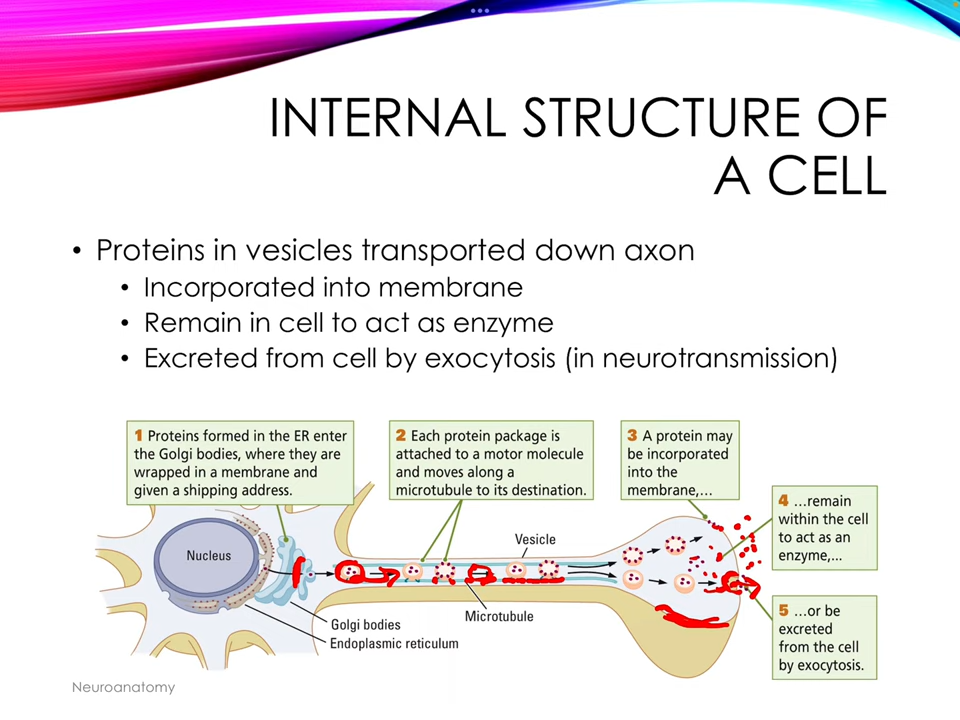 INTERNAL STRUCTURE OF
A CELL
• Proteins in vesicles transported down axon
• Incorporated into membrane
• Remain in cell to act as enzyme
• Excreted from cell by exocytosis (in neurotransmission)
1 Proteins formed in the ER enter
the Golgi bodies, where they are
wrapped in a membrane and
given a shipping address.
2 Each protein package is
attached to a motor molecule
and moves along a
microtubule to its destination.
3 A protein may
be incorporated
into the
membrane,...
4 ...remain
within the cell
to act as an
enzyme,...
Nucleus
Vesicle
Microtubule
Golgi bodies
Endoplasmic reticulum
5 ...or be
excreted
from the cell
by exocytosis.
Neuroanatomy